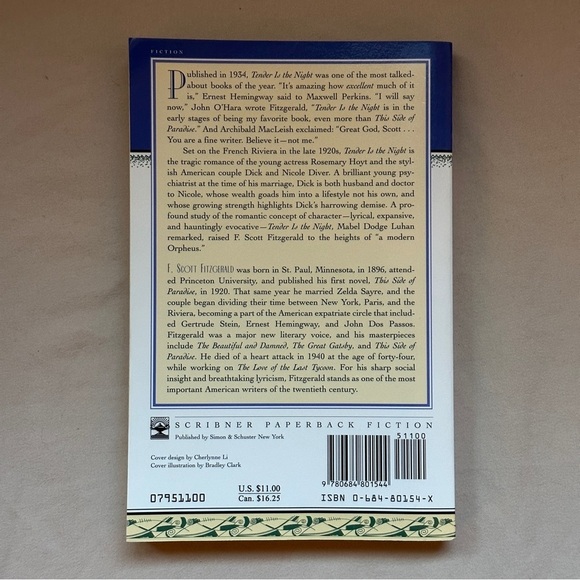 FICTION
Published in 1934, Tender Is the Night was one of the most talked-
about books of the year. "It's amazing how excellent much of it
is," Ernest Hemingway said to Maxwell Perkins. "I will say
now," John O'Hara wrote Fitzgerald, "Tender Is the Night is in the
early stages of being my favorite book, even more than This Side of
Paradise." And Archibald MacLeish exclaimed: "Great God, Scott . . .
You are a fine writer. Believe it—not me."
Set on the French Riviera in the late 1920s, Tender Is the Night is
the tragic romance of the young actress Rosemary Hoyt and the styl-
ish American couple Dick and Nicole Diver. A brilliant young psy-
chiatrist at the time of his marriage, Dick is both husband and doctor
to Nicole, whose wealth goads him into a lifestyle not his own, and
whose growing strength highlights Dick's harrowing demise. A pro-
found study of the romantic concept of character—lyrical, expansive,
and hauntingly evocative—Tender Is the Night, Mabel Dodge Luhan
remarked, raised F. Scott Fitzgerald to the heights of "a modern
Orpheus."
F. SCOTT FITZGERALD was born in St. Paul, Minnesota, in 1896, attend-
ed Princeton University, and published his first novel, This Side of
Paradise, in 1920. That same year he married Zelda Sayre, and the
couple began dividing their time between New York, Paris, and the
Riviera, becoming a part of the American expatriate circle that includ-
ed Gertrude Stein, Ernest Hemingway, and John Dos Passos.
Fitzgerald was a major new literary voice, and his masterpieces
include The Beautiful and Damned, The Great Gatsby, and This Side of
Paradise. He died of a heart attack in 1940 at the age of forty-four,
while working on The Love of the Last Tycoon. For his sharp social
insight and breathtaking lyricism, Fitzgerald stands as one of the most
important American writers of the twentieth century.
SCRIBNER PAPERBACK FICTION
Published by Simon & Schuster New York
51100
Cover design by Cherlynne Li
Cover illustration by Bradley Clark
9 780684 801544
07951100
U.S. $11.00
Can. $16.25
ISBN 0-684-80154-X